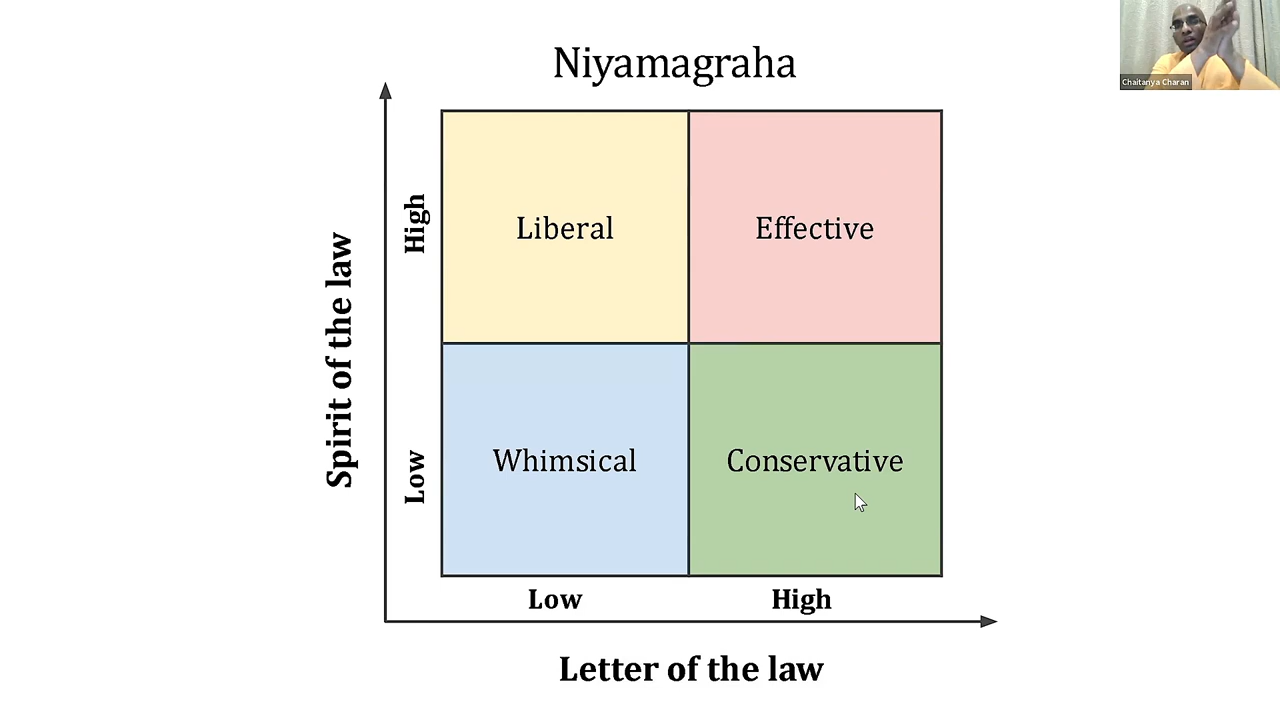 Niyamagraha
Chaitanya Charan
Spirit of the law
High
Liberal
Effective
Low
Whimsical
Conservative
Low
High
Letter of the law